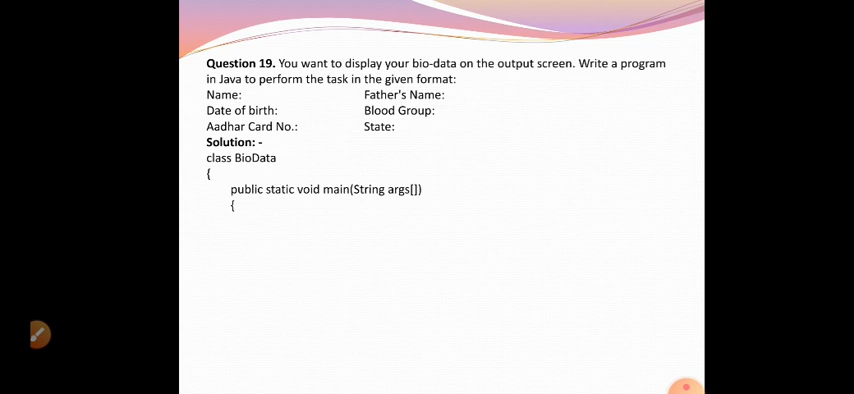 Question 19. You want to display your bio-data on the output screen. Write a program
in Java to perform the task in the given format:
Name: Father's Name:
Date of birth: Blood Group:
Aadhar Card No.: State:
Solution: -
class BioData
{
public static void main(String args[])
{